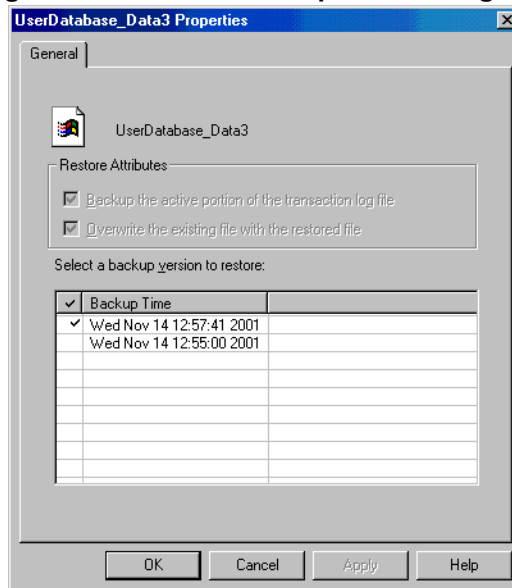 UserDatabase_Data3 Properties
General
UserDatabase_Data3
Restore Attributes
Backup the active portion of the transaction log file
Overwrite the existing file with the restored file
Select a backup version to restore:
Backup Time
Wed Nov 14 12:57:41 2001
Wed Nov 14 12:55:00 2001
OK Cancel Apply Help